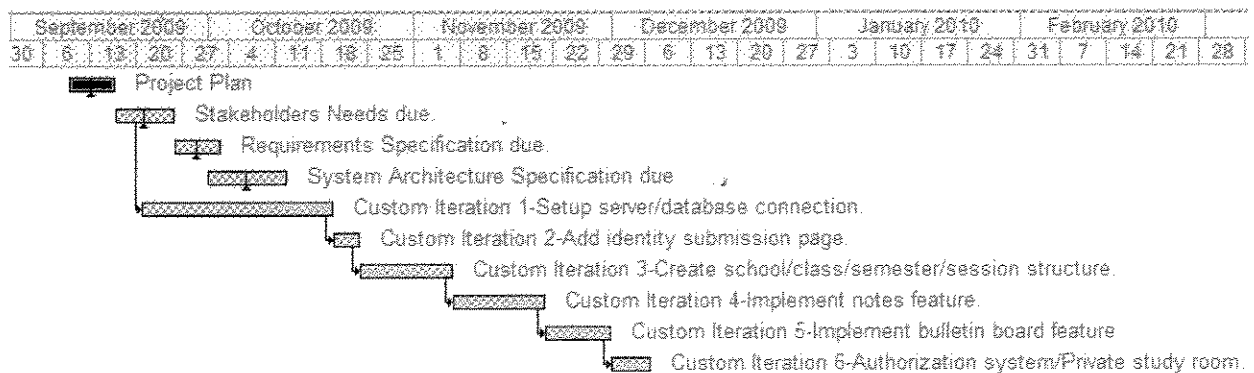 September 2009 October 2009 November 2009 December 2009 January 2010 February 2010
30 6 13 20 27 4 11 18 25 1 8 15 22 29 6 13 20 27 3 10 17 24 31 7 14 21 28
Project Plan
Stakeholders Needs due.
Requirements Specification due.
System Architecture Specification due
Custom Iteration 1-Setup server/database connection.
Custom Iteration 2-Add identity submission page.
Custom Iteration 3-Create school/class/semester/session structure.
Custom Iteration 4-Implement notes feature.
Custom Iteration 5-Implement bulletin board feature
Custom Iteration 6-Authorization system/Private study room.